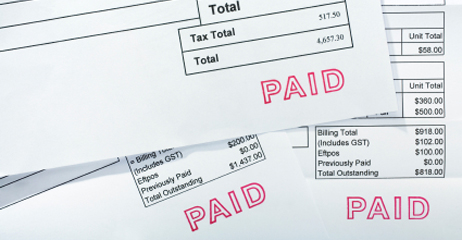 Total
517.50
Tax Total
4,657.30
Total
PAID
Unit Total
$58.00
Unit Total
$360.00
$500.00
Billing Total $918.00
(Includes GST) $102.00
Eftpos $100.00
Previously Paid $0.00
Total Outstanding $818.00
PAID
Billing Total $200.00
(Includes GST) $0.00
Eftpos $1,437.00
Previously Paid
Total Outstanding
PAID